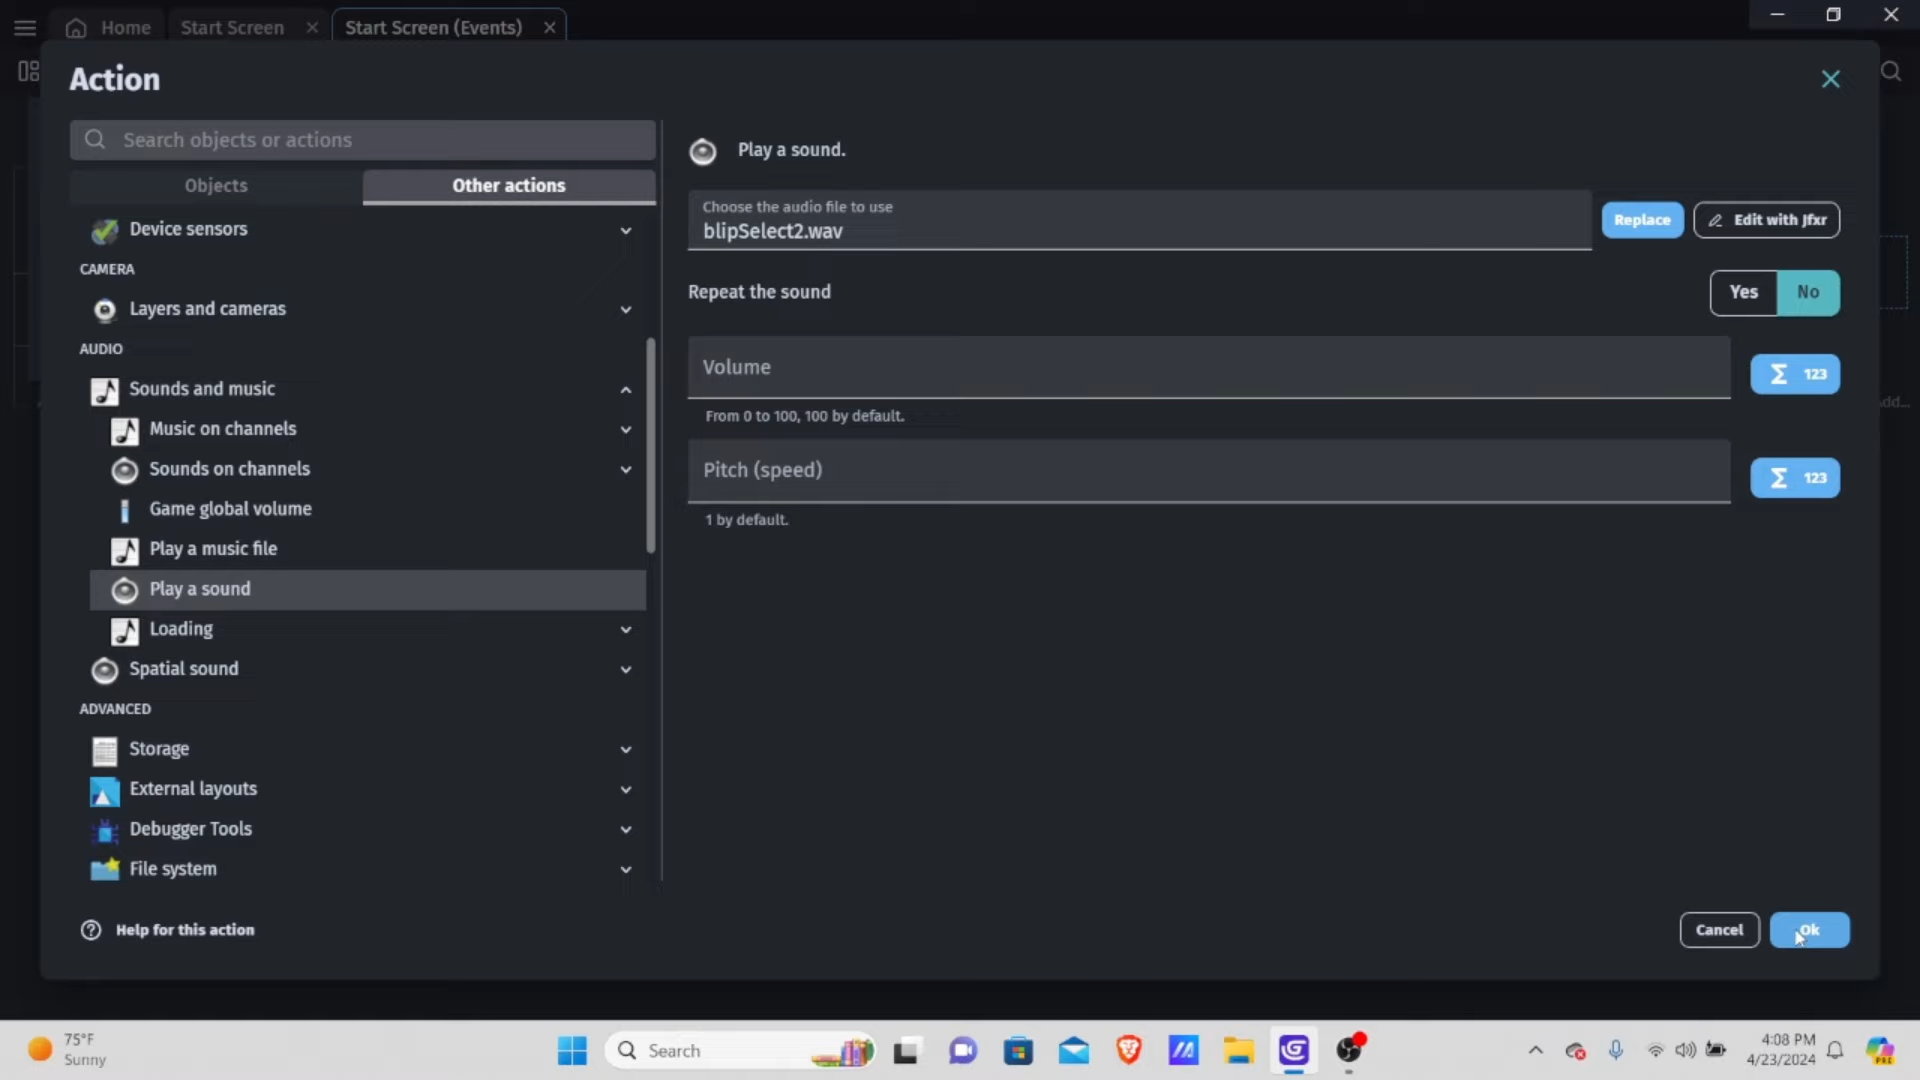 Home
Start Screen
Start Screen (Events)
Action
Search objects or actions
Objects
Other actions
Device sensors
CAMERA
Layers and cameras
AUDIO
Sounds and music
Music on channels
Sounds on channels
Game global volume
Play a music file
Play a sound
Loading
Spatial sound
ADVANCED
Storage
External layouts
Debugger Tools
File system
Help for this action
Play a sound.
Choose the audio file to use
blipSelect2.wav
Replace
Edit with Jfxr
Repeat the sound
Yes
No
Volume
Σ 123
From 0 to 100, 100 by default.
Pitch (speed)
Σ 123
1 by default.
Cancel
Ok
75°F
Sunny
Search
4:08 PM
4/23/2024
PRE